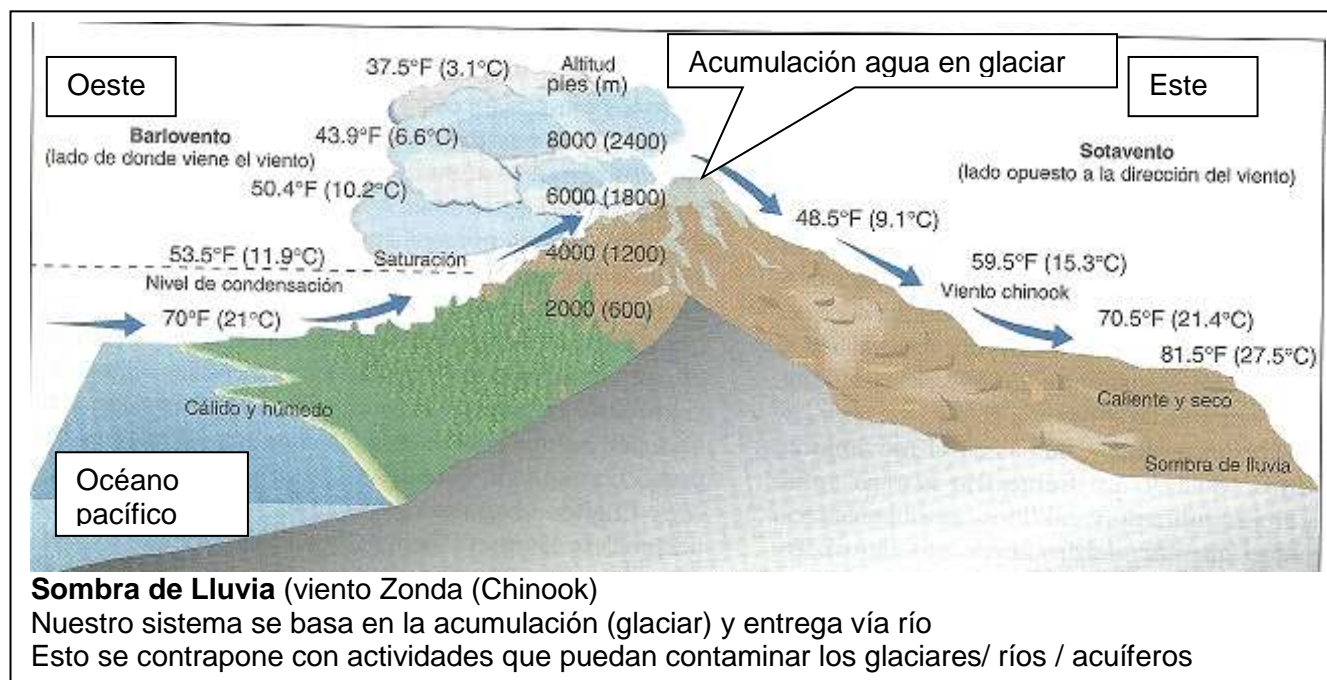 37.5°F (3.1°C)
Altitud
pies (m)
Acumulación agua en glaciar
Oeste
Este
Barlovento
(lado de donde viene el viento)
43.9°F (6.6°C)
8000 (2400)
Sotavento
(lado opuesto a la dirección del viento)
50.4°F (10.2°C)
6000 (1800)
48.5°F (9.1°C)
53.5°F (11.9°C)
Saturación
4000 (1200)
59.5°F (15.3°C)
Nivel de condensación
Viento chinook
70°F (21°C)
2000 (600)
70.5°F (21.4°C)
81.5°F (27.5°C)
Cálido y húmedo
Caliente y seco
Sombra de lluvia
Océano
pacífico
Sombra de Lluvia (viento Zonda (Chinook)
Nuestro sistema se basa en la acumulación (glaciar) y entrega vía río
Esto se contrapone con actividades que puedan contaminar los glaciares/ ríos / acuíferos